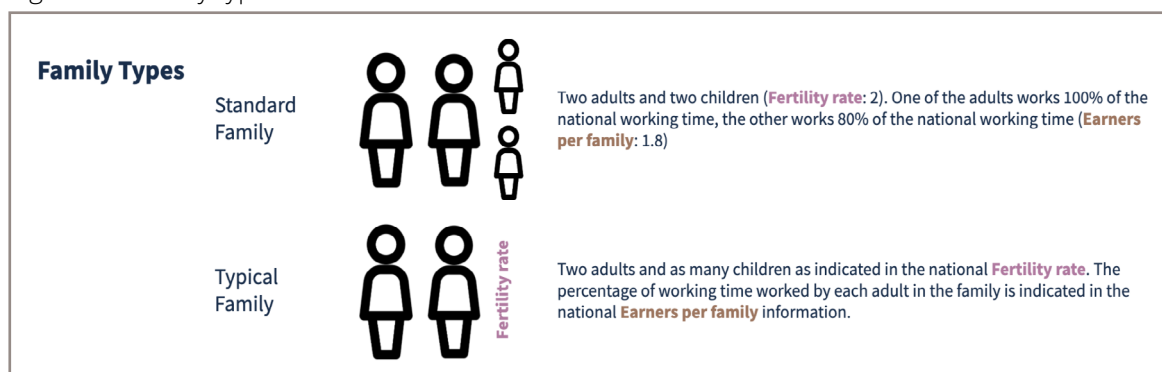 Family Types
Standard
Family
Two adults and two children (Fertility rate: 2). One of the adults works 100% of the
national working time, the other works 80% of the national working time (Earners
per family: 1.8)
Typical
Family
Fertility rate
Two adults and as many children as indicated in the national Fertility rate. The
percentage of working time worked by each adult in the family is indicated in the
national Earners per family information.